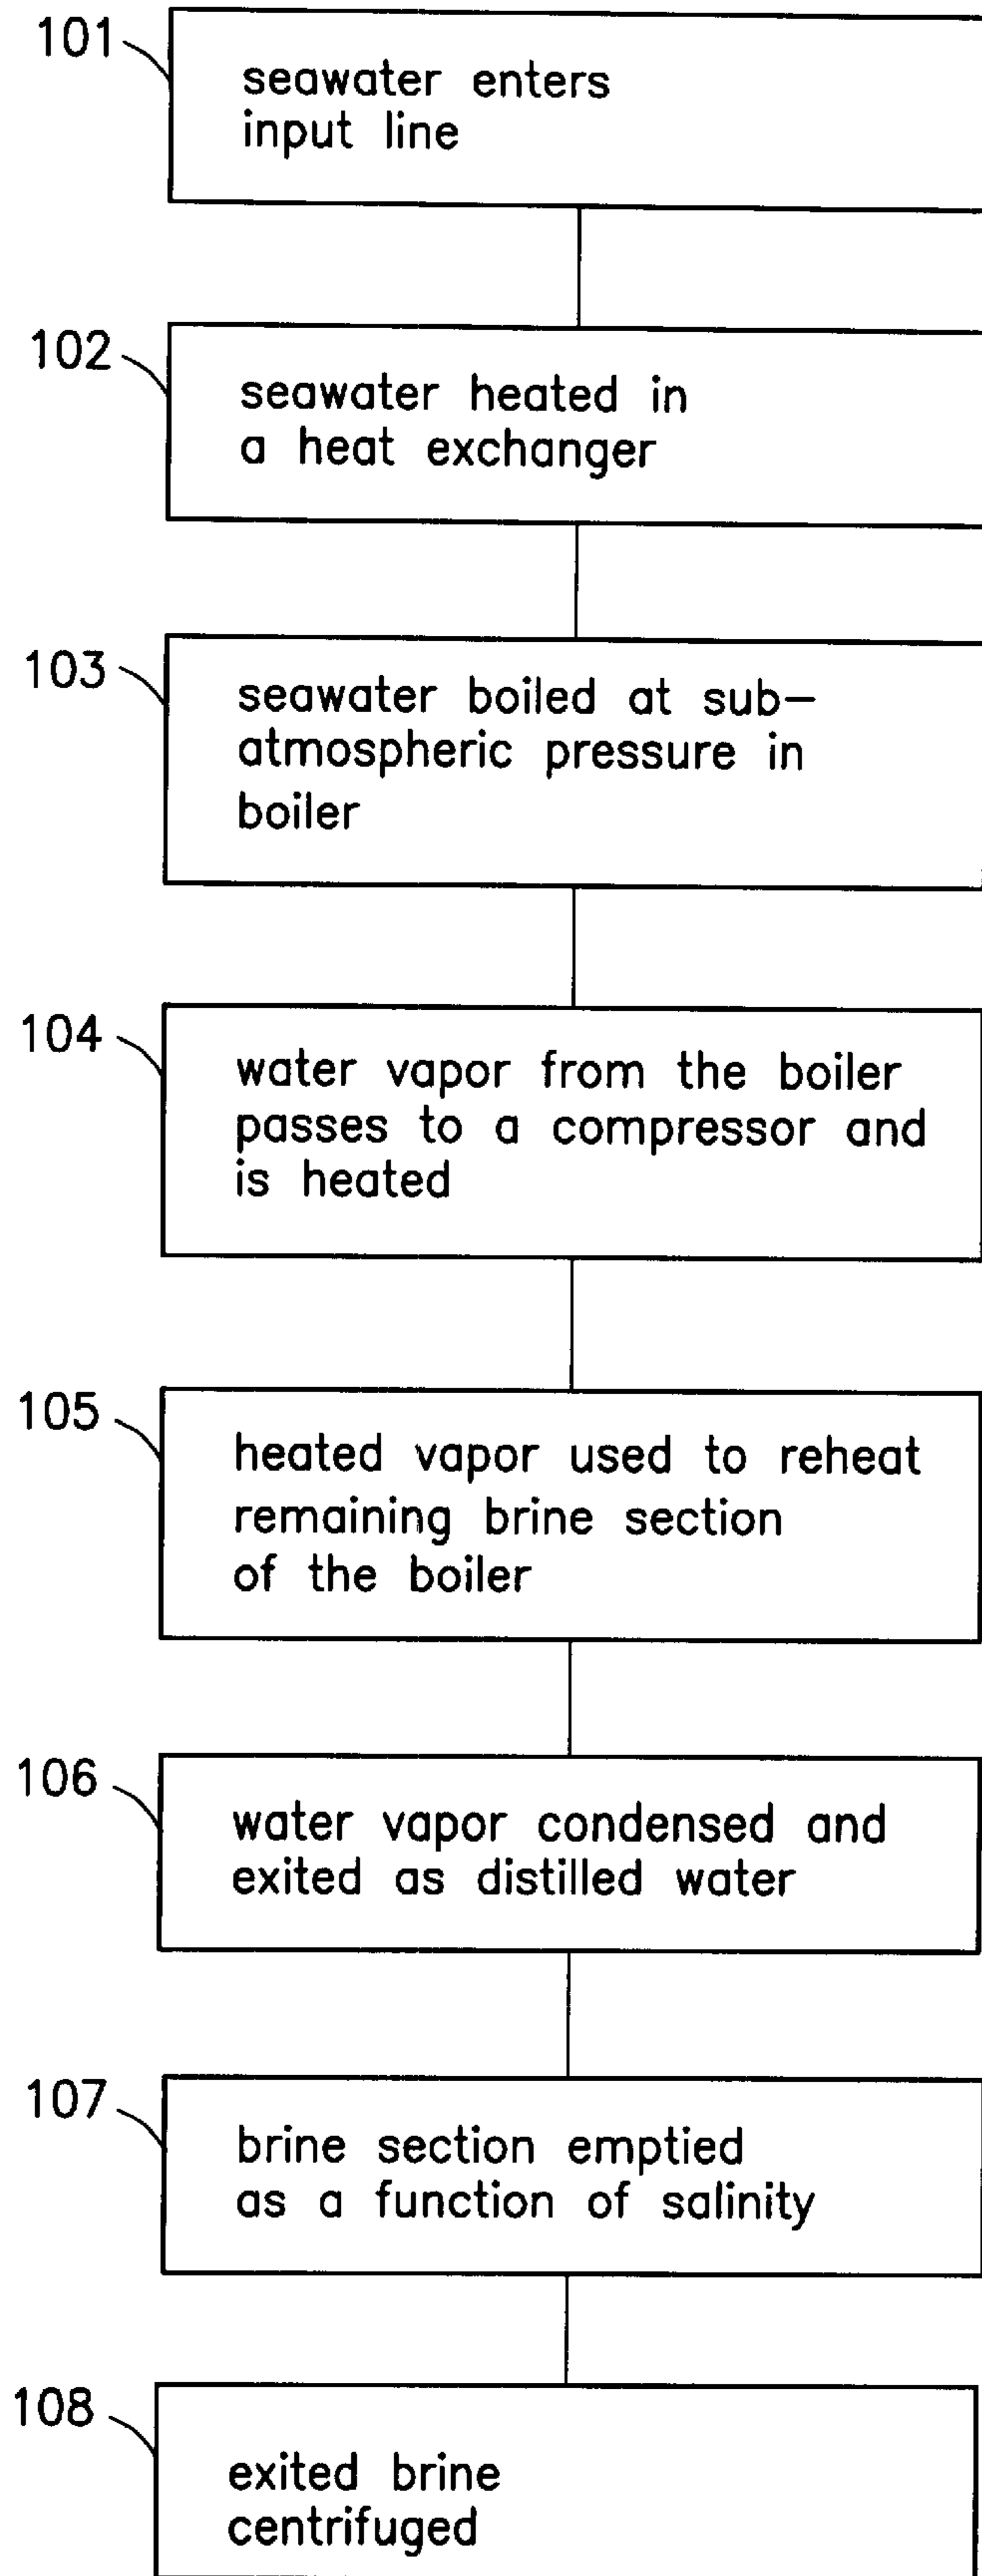 101
seawater enters
input line
102
seawater heated in
a heat exchanger
103
seawater boiled at sub-
atmospheric pressure in
boiler
104
water vapor from the boiler
passes to a compressor and
is heated
105
heated vapor used to reheat
remaining brine section
of the boiler
106
water vapor condensed and
exited as distilled water
107
brine section emptied
as a function of salinity
108
exited brine
centrifuged